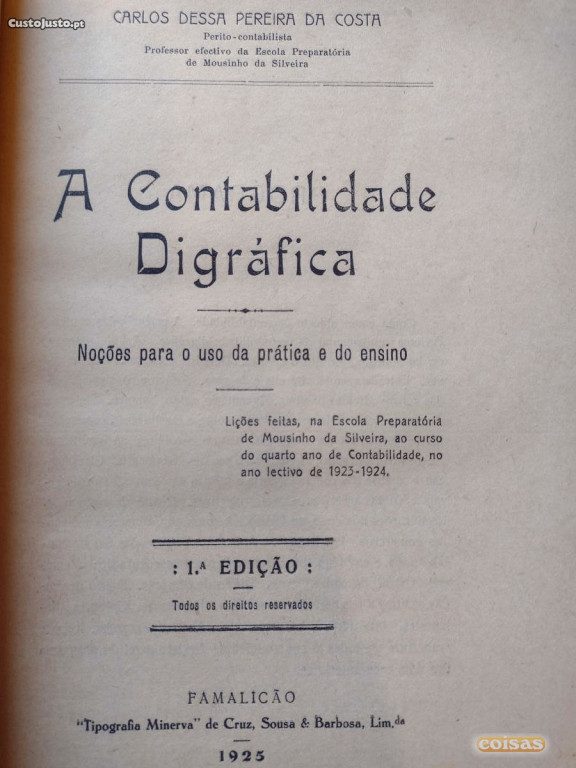 CustoJusto.pt
CARLOS DESSA PEREIRA DA COSTA
Perito-contabilista
Professor efectivo da Escola Preparatória
de Mousinho da Silveira
A Contabilidade
Digráfica
Noções para o uso da prática e do ensino
Lições feitas, na Escola Preparatória
de Mousinho da Silveira, ao curso
do quarto ano de Contabilidade, no
ano lectivo de 1923-1924.
: 1.ª EDIÇÃO :
Todos os direitos reservados
FAMALICÃO
"Tipografia Minerva" de Cruz, Sousa & Barbosa, Lim.da
1925
coisas